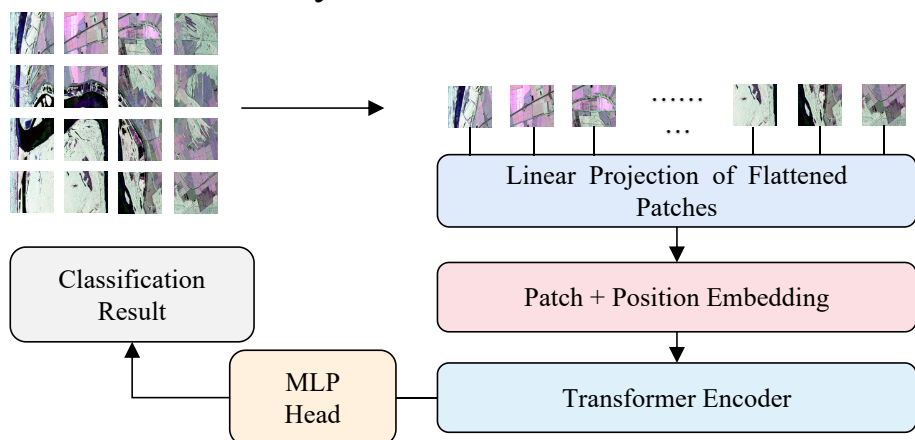 ......
...
Linear Projection of Flattened
Patches
Patch + Position Embedding
Transformer Encoder
MLP
Head
Classification
Result